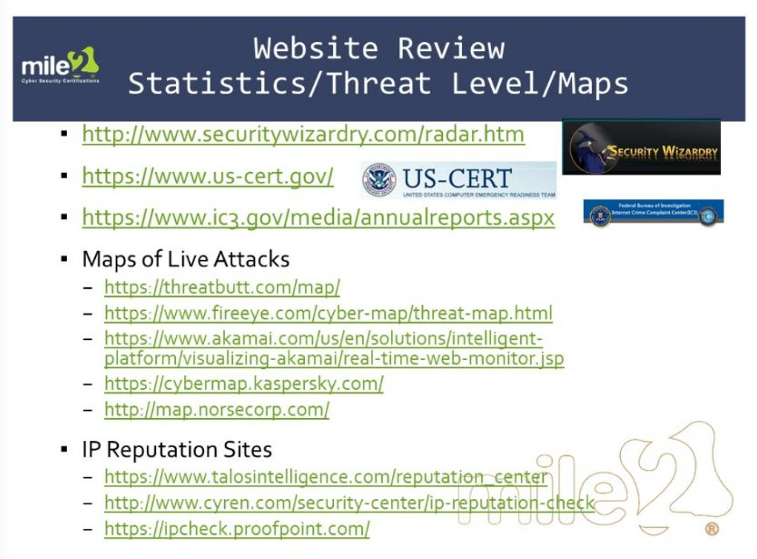 mile2
Cyber Security Certifications
Website Review
Statistics/Threat Level/Maps
▪ http://www.securitywizardry.com/radar.htm
SECURITY WIZARDRY
▪ https://www.us-cert.gov/
US-CERT
UNITED STATES COMPUTER EMERGENCY READINESS TEAM
▪ https://www.ic3.gov/media/annualreports.aspx
Federal Bureau of Investigation
Internet Crime Complaint Center(IC3)
▪ Maps of Live Attacks
– https://threatbutt.com/map/
– https://www.fireeye.com/cyber-map/threat-map.html
– https://www.akamai.com/us/en/solutions/intelligent-
platform/visualizing-akamai/real-time-web-monitor.jsp
– https://cybermap.kaspersky.com/
– http://map.norsecorp.com/
▪ IP Reputation Sites
– https://www.talosintelligence.com/reputation_center
– http://www.cyren.com/security-center/ip-reputation-check
– https://ipcheck.proofpoint.com/
mile2®